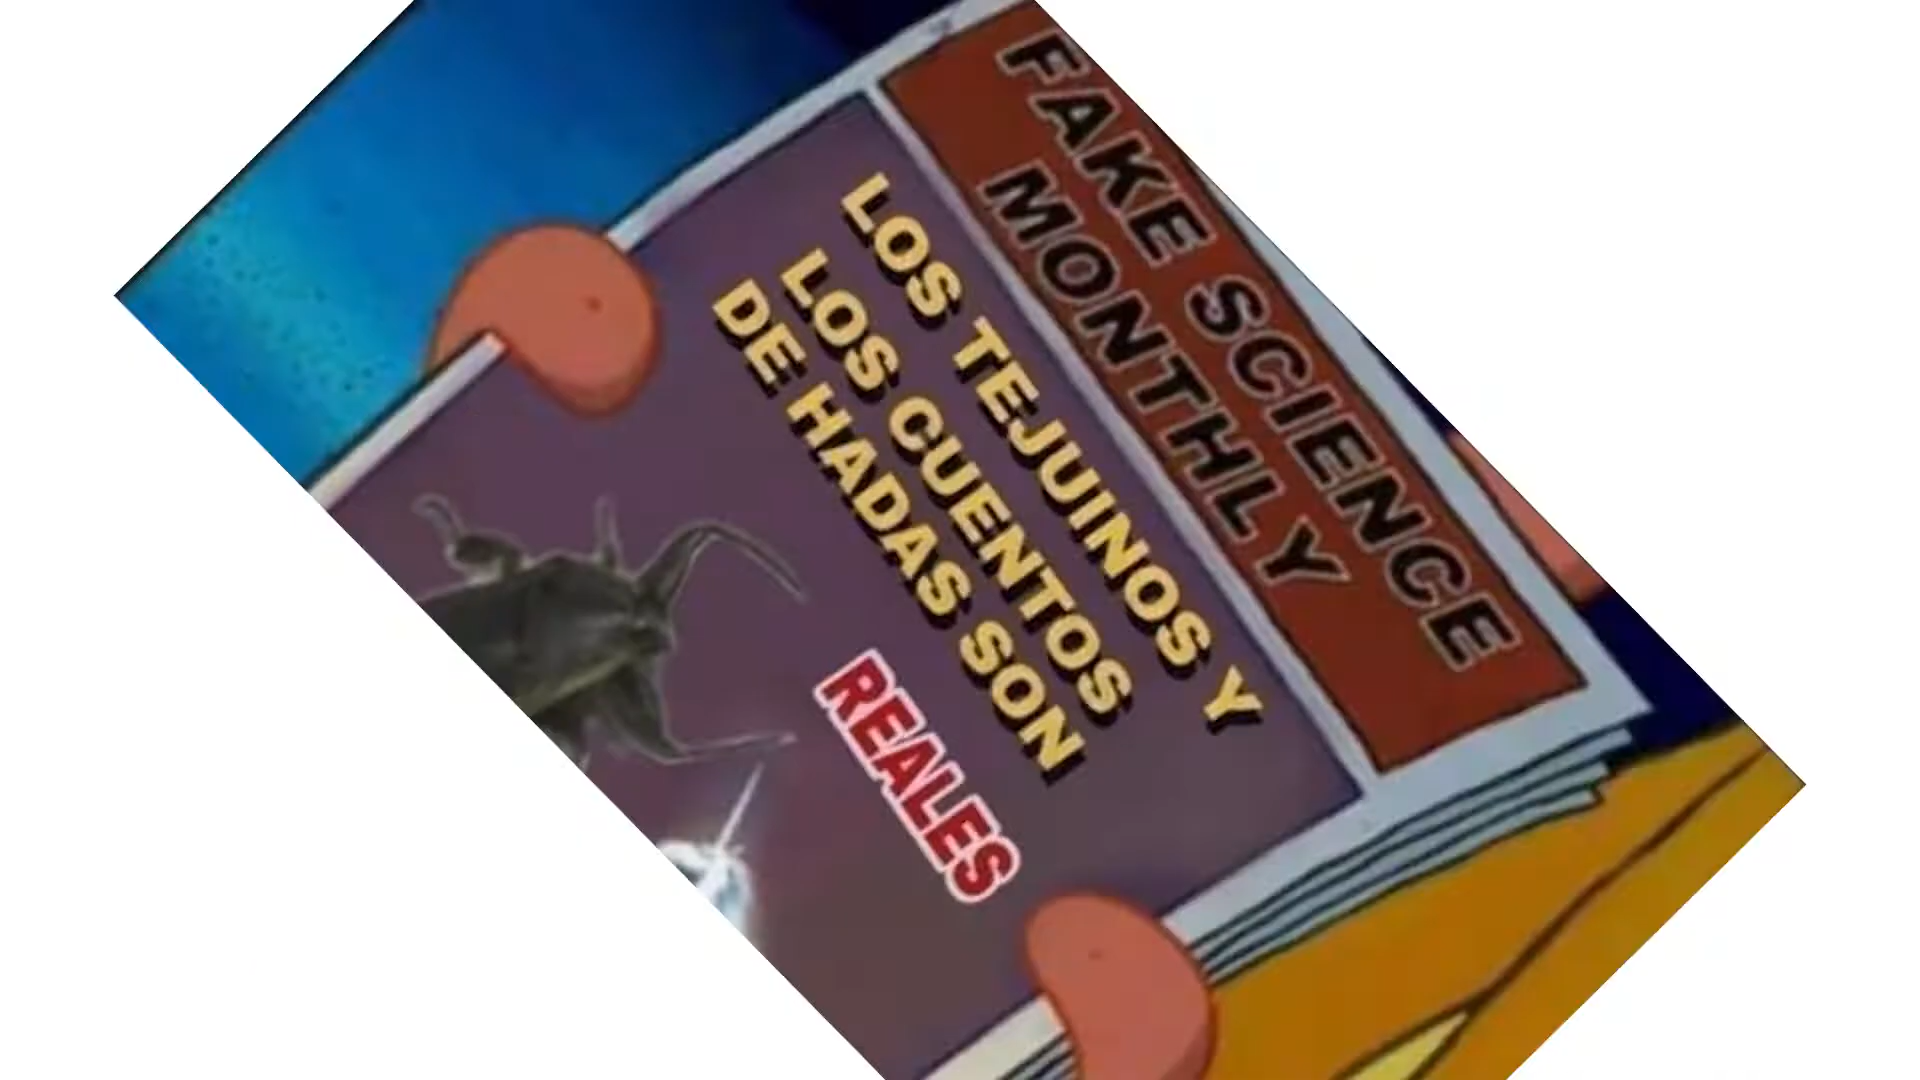 FAKE SCIENCE
MONTHLY
LOS TEJUINOS Y
LOS CUENTOS
DE HADAS SON
REALES